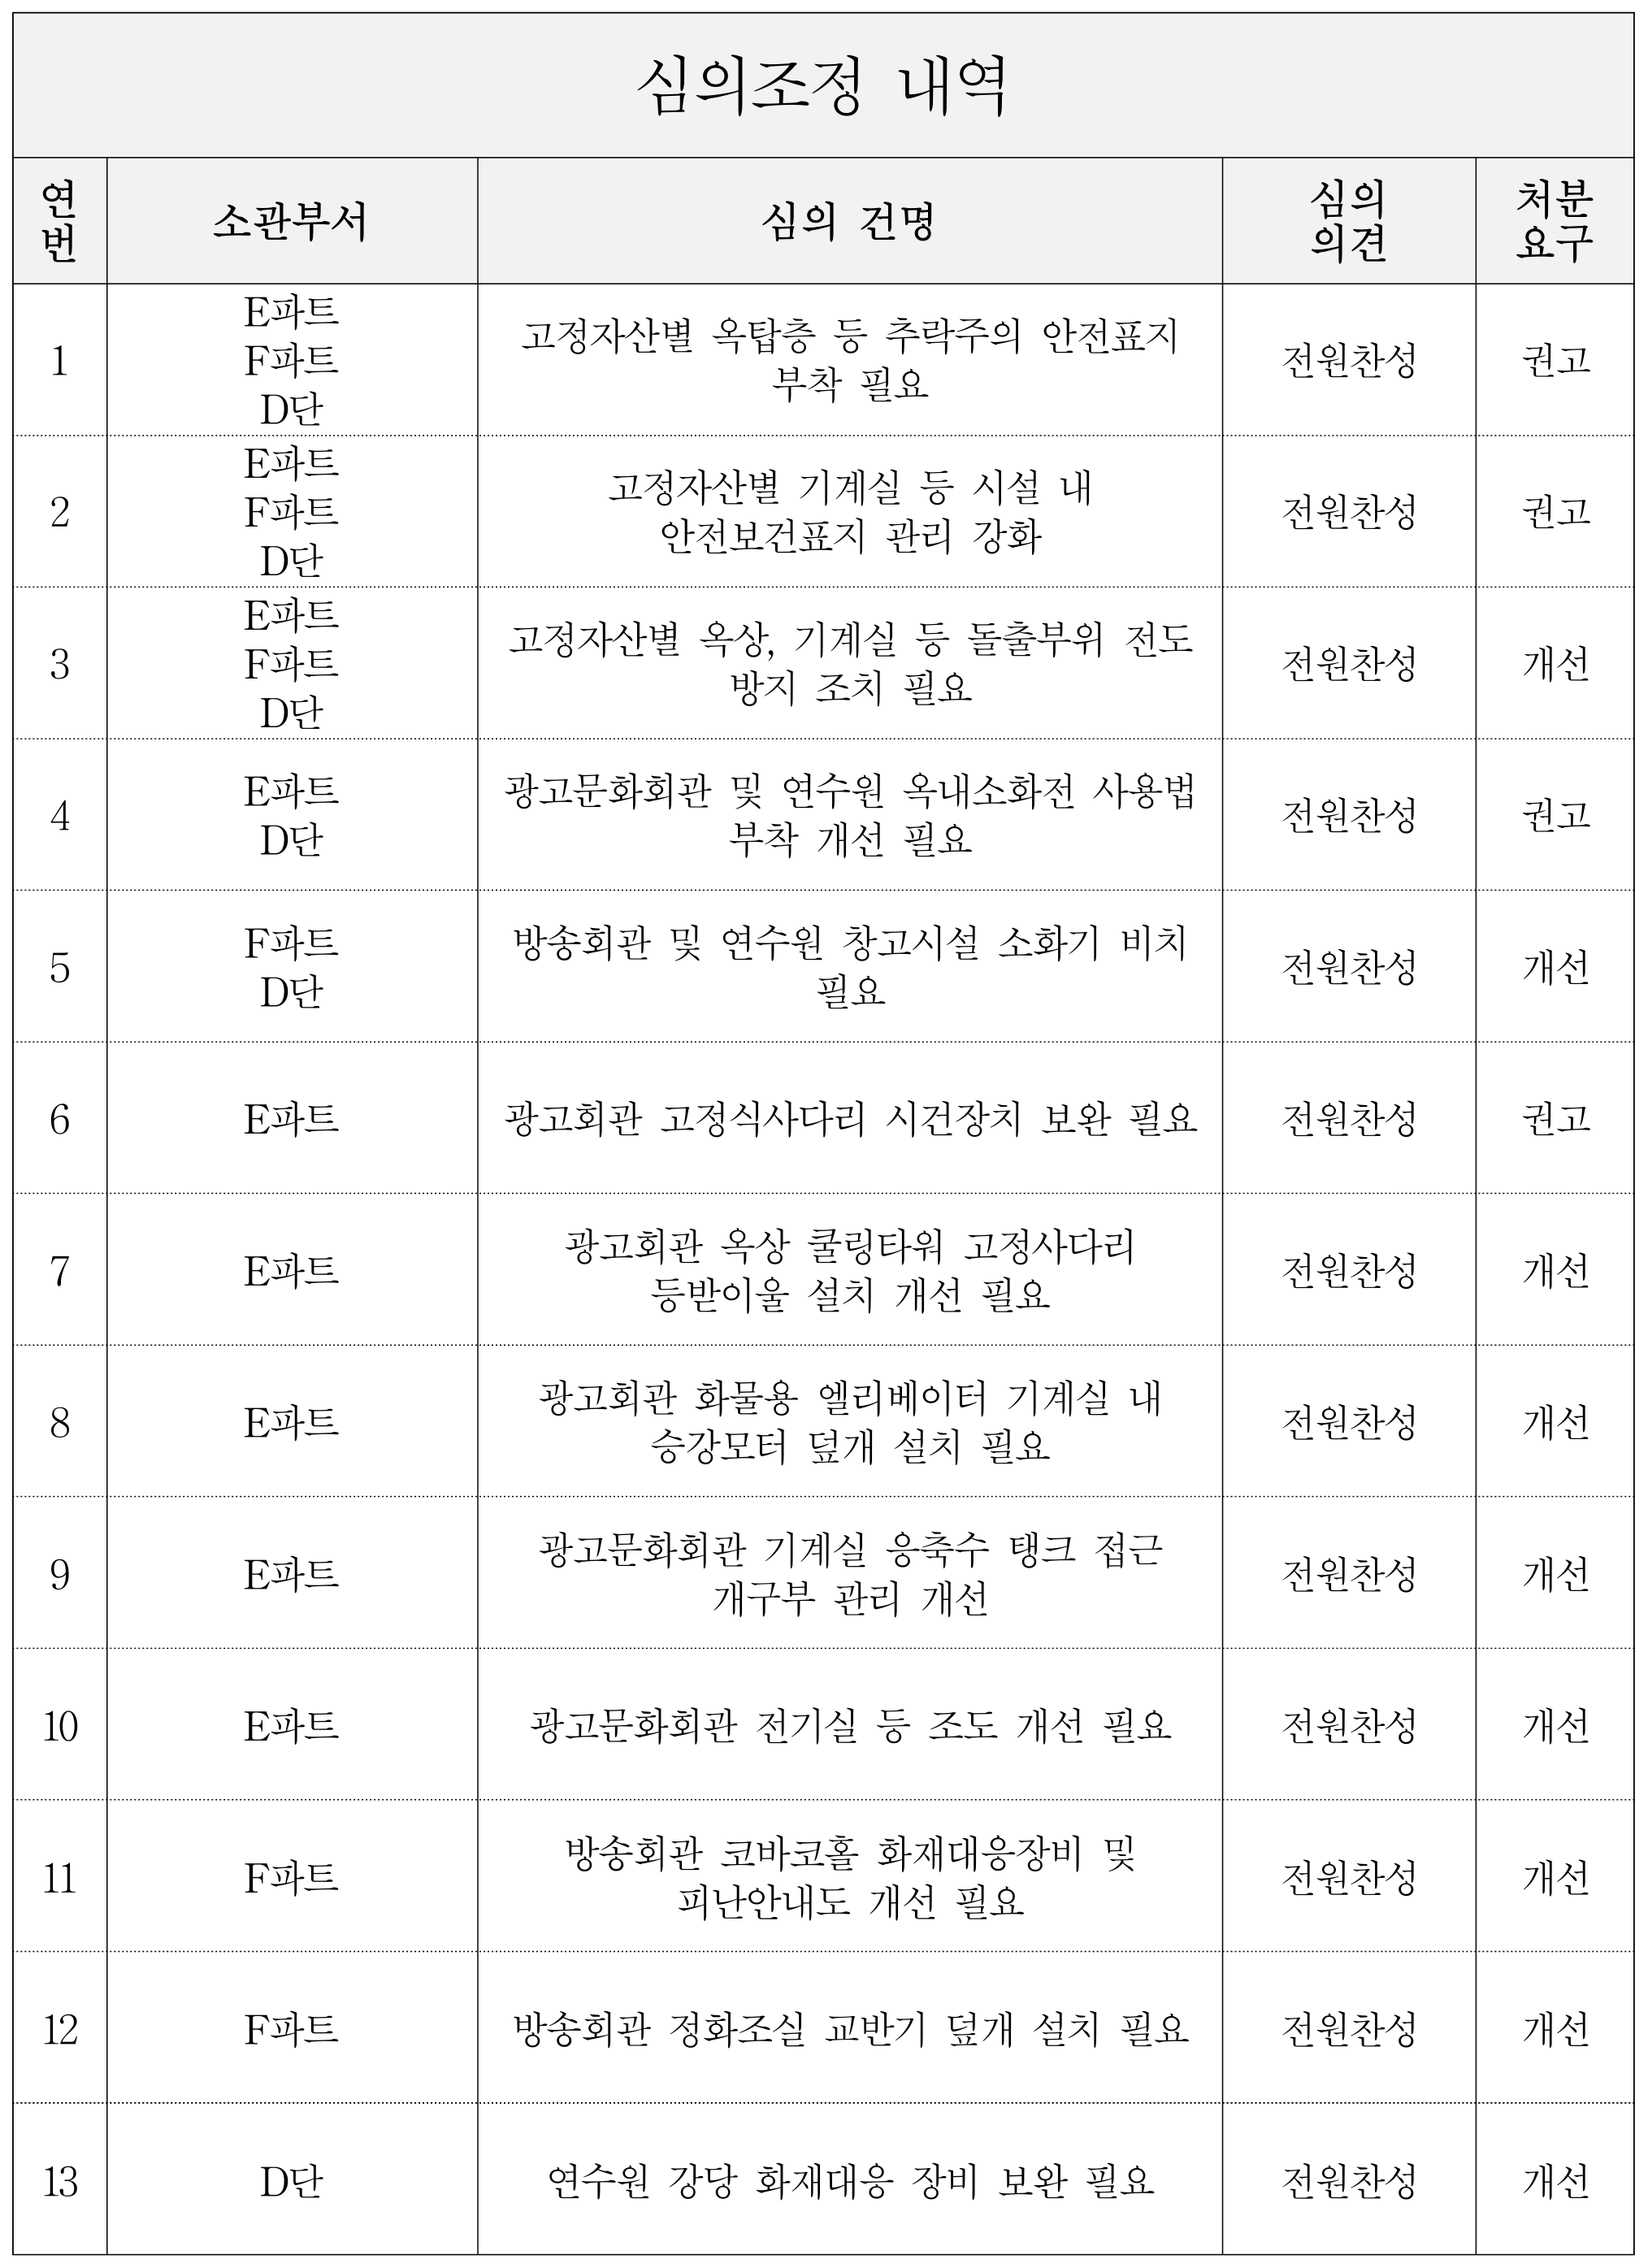 심의조정 내역
연
번
소관부서
심의 건명
심의
의견
처분
요구
1
E파트
F파트
D단
고정자산별 옥탑층 등 추락주의 안전표지
부착 필요
전원찬성
권고
2
E파트
F파트
D단
고정자산별 기계실 등 시설 내
안전보건표지 관리 강화
전원찬성
권고
3
E파트
F파트
D단
고정자산별 옥상, 기계실 등 돌출부위 전도
방지 조치 필요
전원찬성
개선
4
E파트
D단
광고문화회관 및 연수원 옥내소화전 사용법
부착 개선 필요
전원찬성
권고
5
F파트
D단
방송회관 및 연수원 창고시설 소화기 비치
필요
전원찬성
개선
6
E파트
광고회관 고정식사다리 시건장치 보완 필요
전원찬성
권고
7
E파트
광고회관 옥상 쿨링타워 고정사다리
등받이울 설치 개선 필요
전원찬성
개선
8
E파트
광고회관 화물용 엘리베이터 기계실 내
승강모터 덮개 설치 필요
전원찬성
개선
9
E파트
광고문화회관 기계실 응축수 탱크 접근
개구부 관리 개선
전원찬성
개선
10
E파트
광고문화회관 전기실 등 조도 개선 필요
전원찬성
개선
11
F파트
방송회관 코바코홀 화재대응장비 및
피난안내도 개선 필요
전원찬성
개선
12
F파트
방송회관 정화조실 교반기 덮개 설치 필요
전원찬성
개선
13
D단
연수원 강당 화재대응 장비 보완 필요
전원찬성
개선